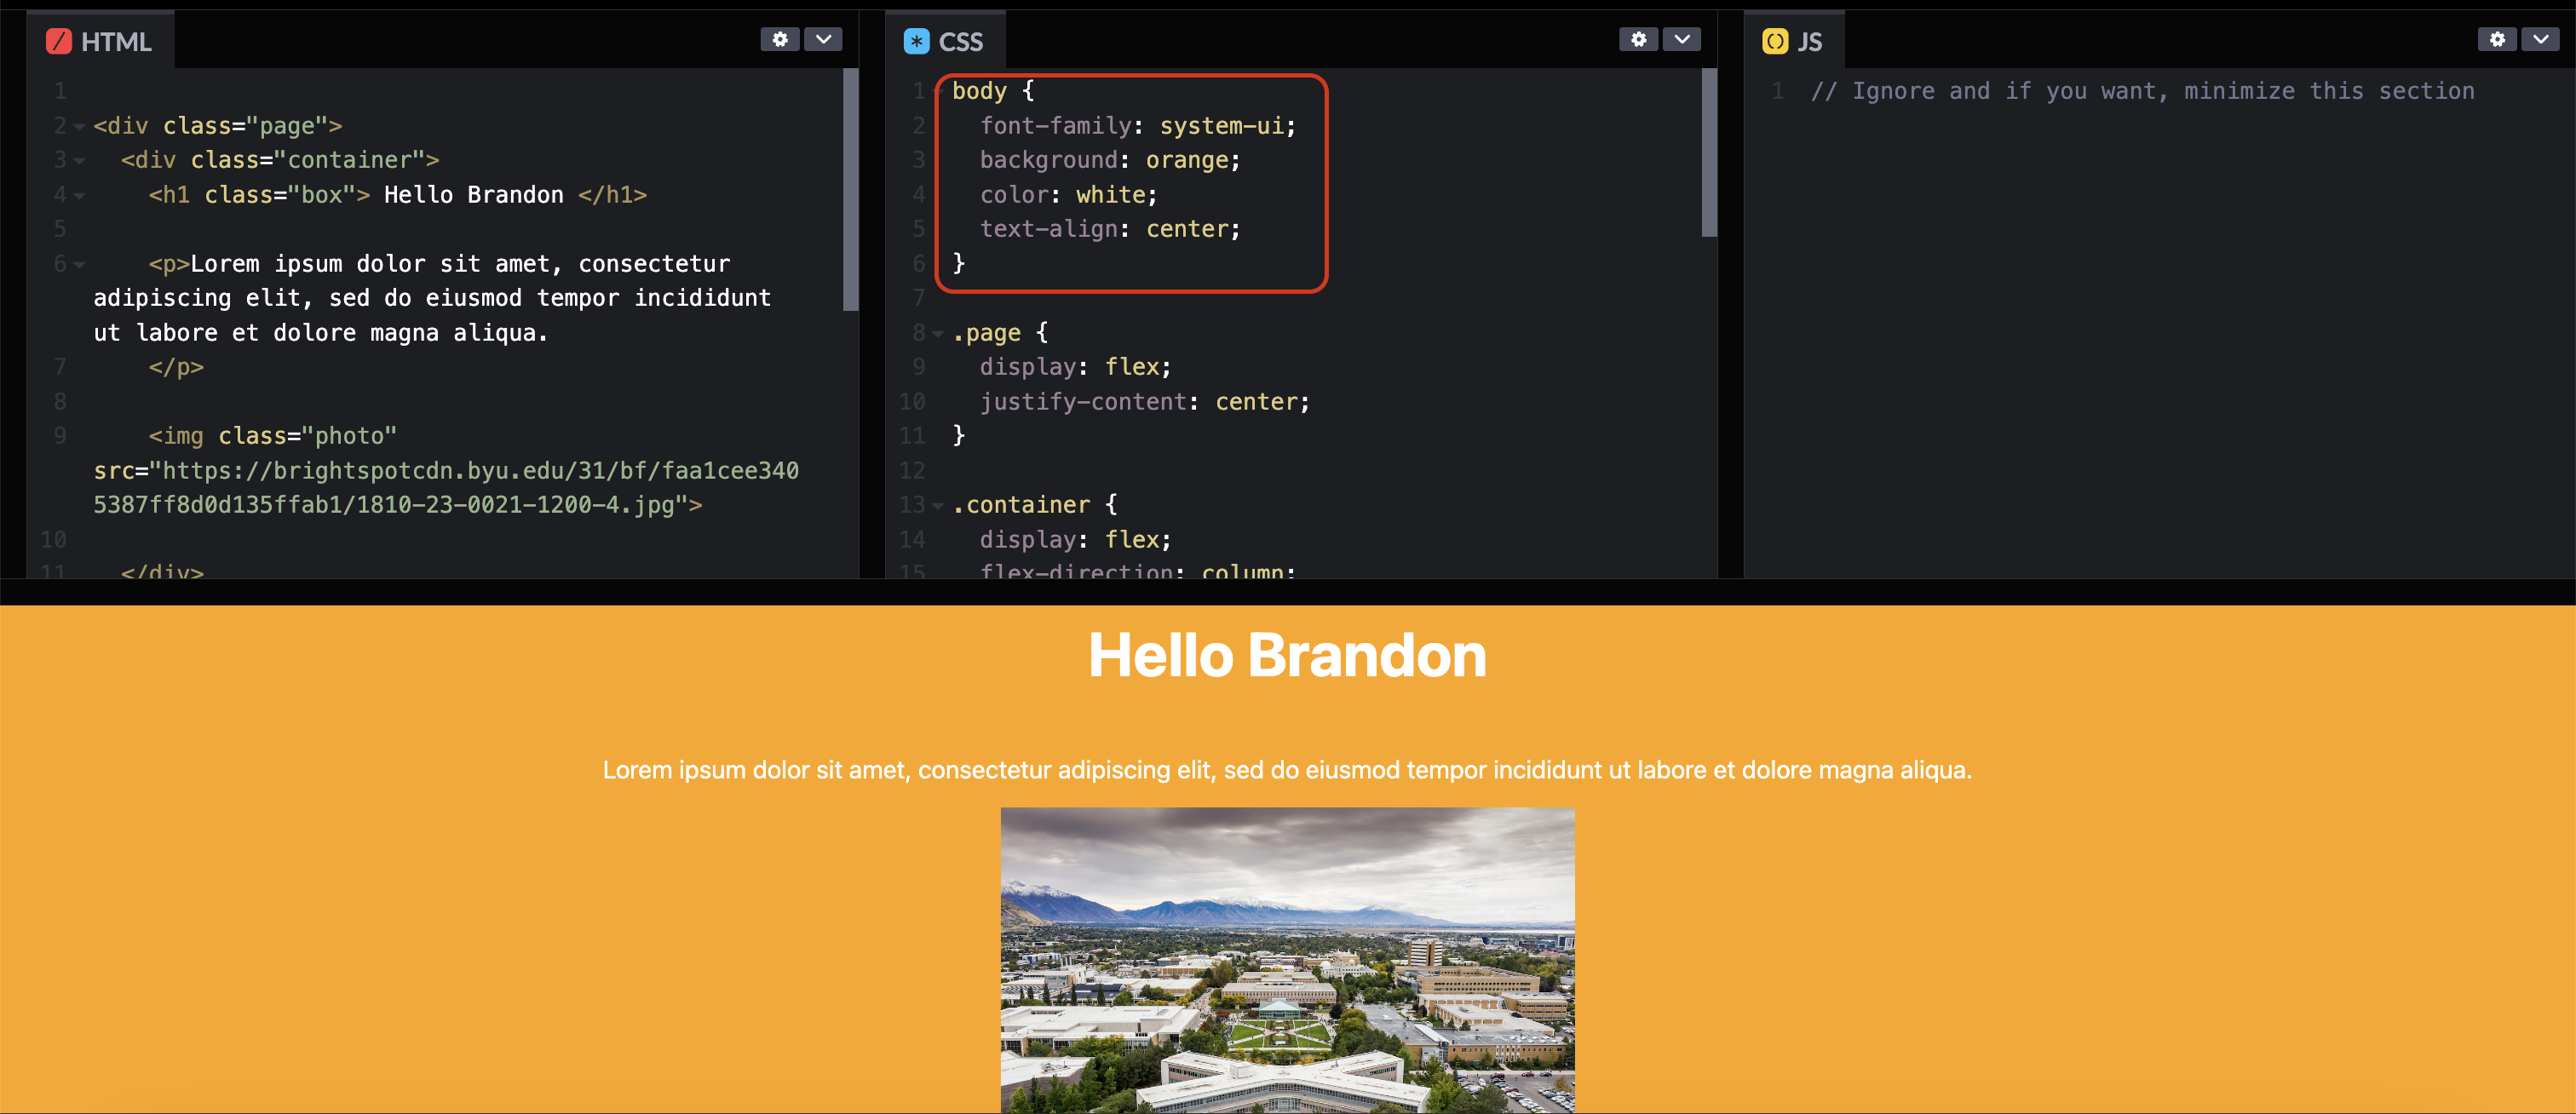 HTML
1
2 <div class="page">
3 <div class="container">
4 <h1 class="box"> Hello Brandon </h1>
5
6 <p>Lorem ipsum dolor sit amet, consectetur
adipiscing elit, sed do eiusmod tempor incididunt
ut labore et dolore magna aliqua.
7 </p>
8
9 <img class="photo"
src="https://brightspotcdn.byu.edu/31/bf/faa1cee340
5387ff8d0d135ffab1/1810-23-0021-1200-4.jpg">
10
11 </div>
CSS
1 body {
2 font-family: system-ui;
3 background: orange;
4 color: white;
5 text-align: center;
6 }
7
8 .page {
9 display: flex;
10 justify-content: center;
11 }
12
13 .container {
14 display: flex;
15 flex-direction: column;
JS
1 // Ignore and if you want, minimize this section
Hello Brandon
Lorem ipsum dolor sit amet, consectetur adipiscing elit, sed do eiusmod tempor incididunt ut labore et dolore magna aliqua.